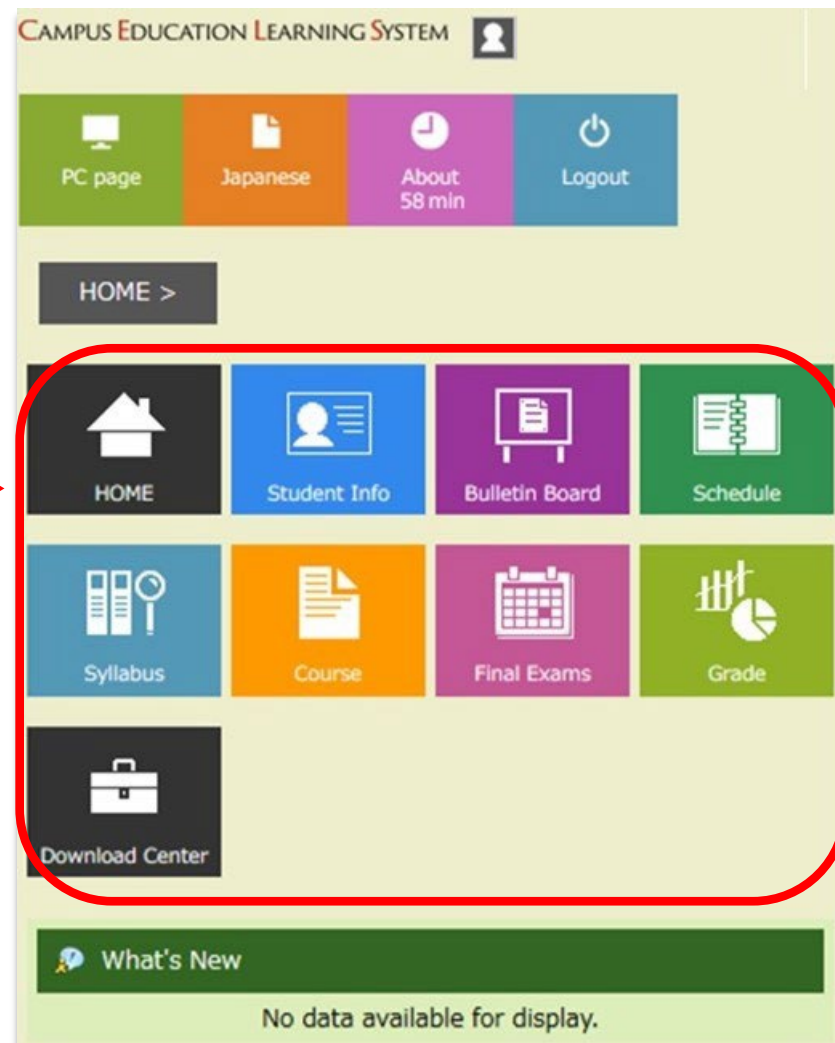 CAMPUS EDUCATION LEARNING SYSTEM
PC page
Japanese
About
58 min
Logout
HOME >
HOME
Student Info
Bulletin Board
Schedule
Syllabus
Course
Final Exams
Grade
Download Center
What's New
No data available for display.